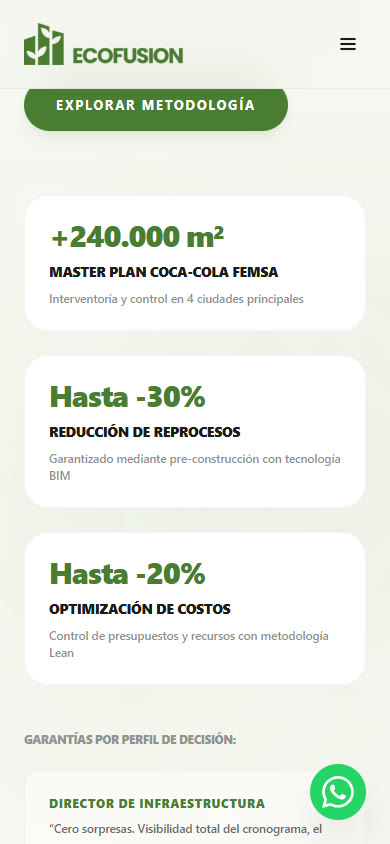 ECOFUSION
EXPLORAR METODOLOGÍA
+240.000 m²
MASTER PLAN COCA-COLA FEMSA
Interventoría y control en 4 ciudades principales
Hasta -30%
REDUCCIÓN DE REPROCESOS
Garantizado mediante pre-construcción con tecnología
BIM
Hasta -20%
OPTIMIZACIÓN DE COSTOS
Control de presupuestos y recursos con metodología
Lean
GARANTÍAS POR PERFIL DE DECISIÓN:
DIRECTOR DE INFRAESTRUCTURA
“Cero sorpresas. Visibilidad total del cronograma, el